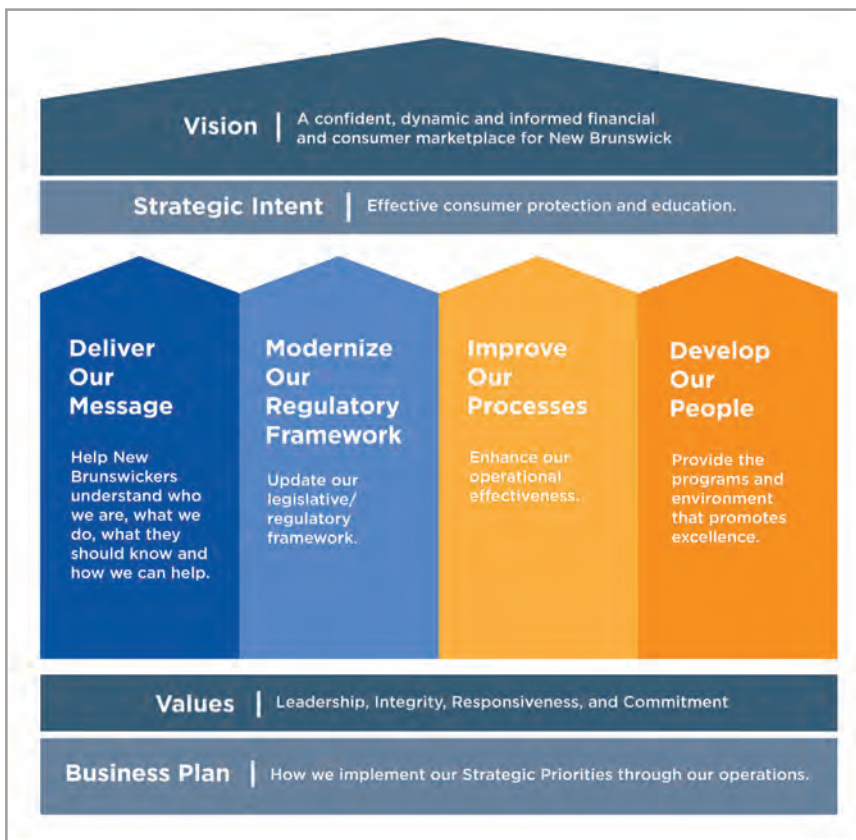 Vision | A confident, dynamic and informed financial
and consumer marketplace for New Brunswick
Strategic Intent | Effective consumer protection and education.
Deliver
Our
Message
Help New
Brunswickers
understand who
we are, what we
do, what they
should know and
how we can help.
Modernize
Our
Regulatory
Framework
Update our
legislative/
regulatory
framework.
Improve
Our
Processes
Enhance our
operational
effectiveness.
Develop
Our
People
Provide the
programs and
environment
that promotes
excellence.
Values | Leadership, Integrity, Responsiveness, and Commitment
Business Plan | How we implement our Strategic Priorities through our operations.